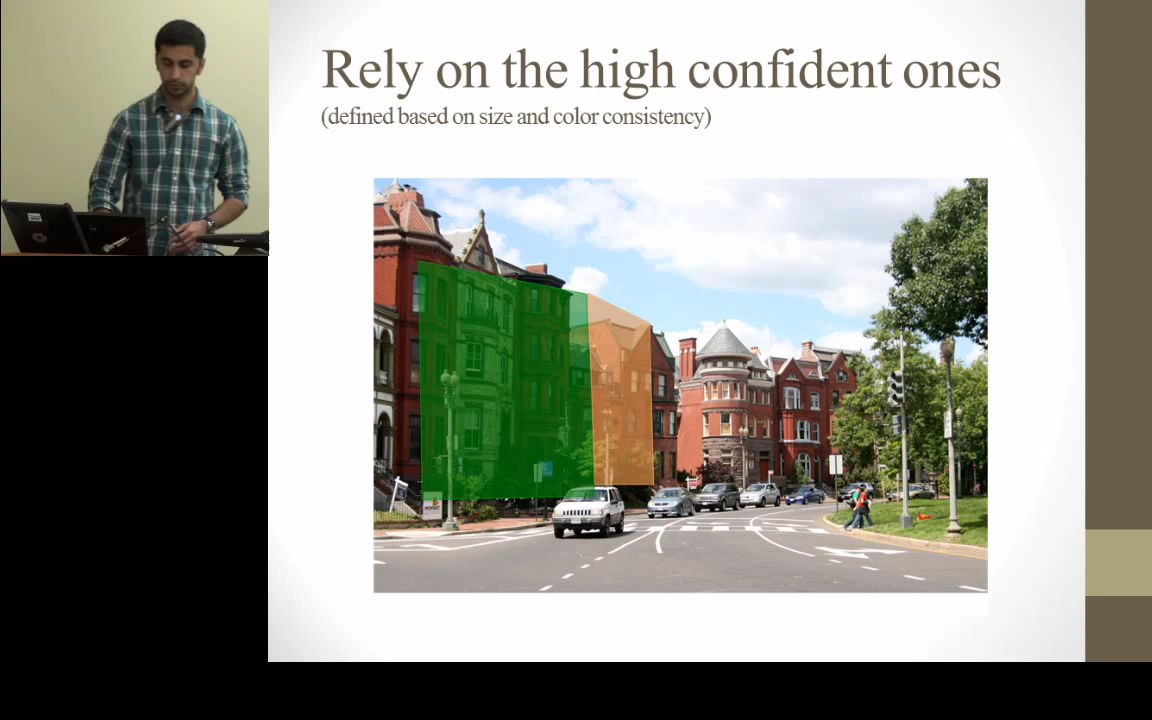 Rely on the high confident ones
(defined based on size and color consistency)